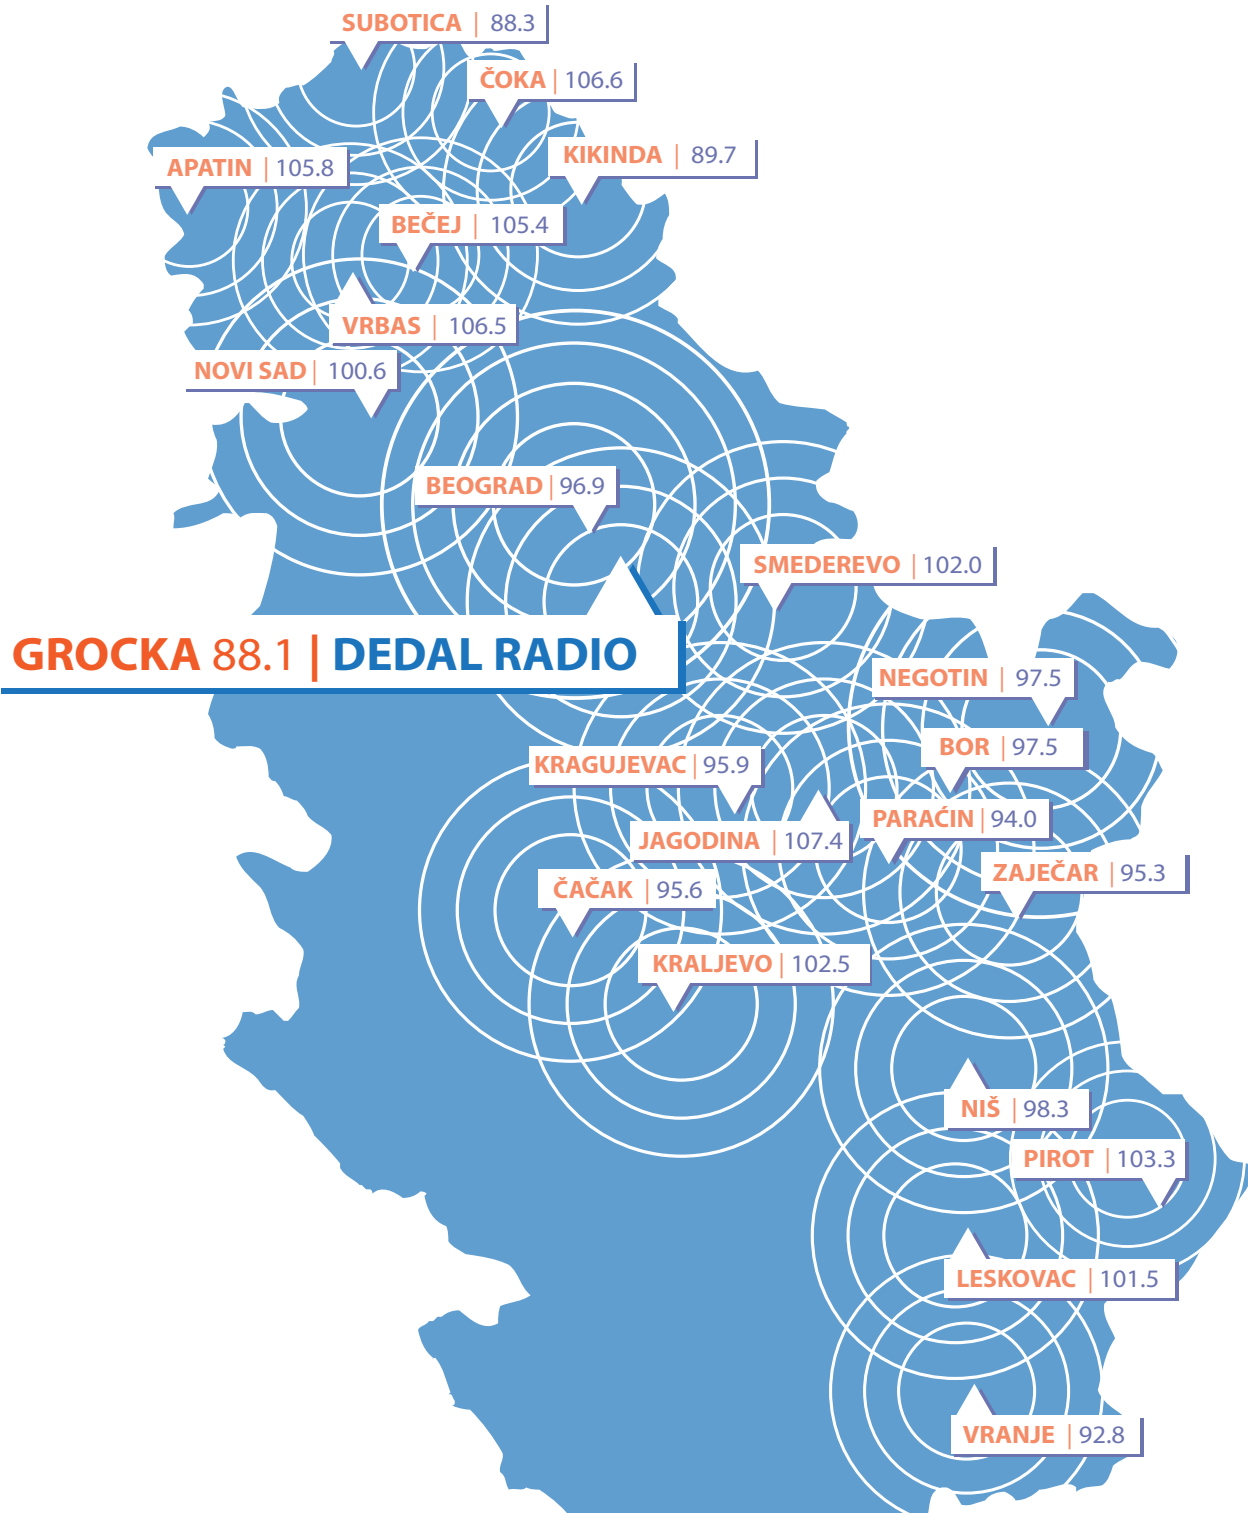 SUBOTICA | 88.3
ČOKA | 106.6
KIKINDA | 89.7
APATIN | 105.8
BEČEJ | 105.4
VRBAS | 106.5
NOVI SAD | 100.6
BEOGRAD | 96.9
SMEDEREVO | 102.0
GROCKA 88.1 | DEDAL RADIO
NEGOTIN | 97.5
BOR | 97.5
KRAGUJEVAC | 95.9
PARAĆIN | 94.0
JAGODINA | 107.4
ZAJEČAR | 95.3
ČAČAK | 95.6
KRALJEVO | 102.5
NIŠ | 98.3
PIROT | 103.3
LESKOVAC | 101.5
VRANJE | 92.8